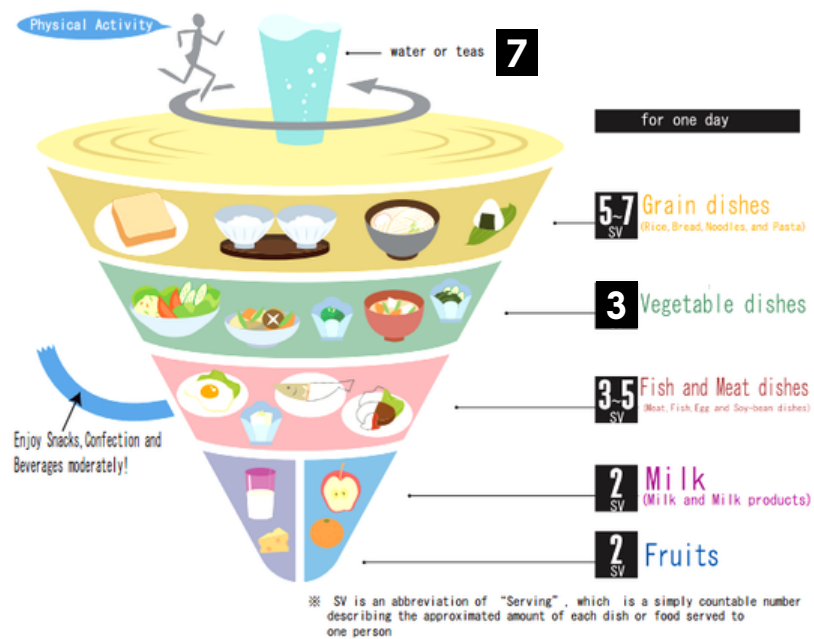 Physical Activity
water or teas 7
for one day
5~7 SV Grain dishes
(Rice, Bread, Noodles, and Pasta)
3 Vegetable dishes
3~5 SV Fish and Meat dishes
(Meat, Fish, Egg and Soy-bean dishes)
Enjoy Snacks, Confection and
Beverages moderately!
2 SV Milk
(Milk and Milk products)
2 SV Fruits
※ SV is an abbreviation of “Serving”, which is a simply countable number
describing the approximated amount of each dish or food served to
one person